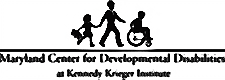 Maryland Center for Developmental Disabilities
at Kennedy Krieger Institute